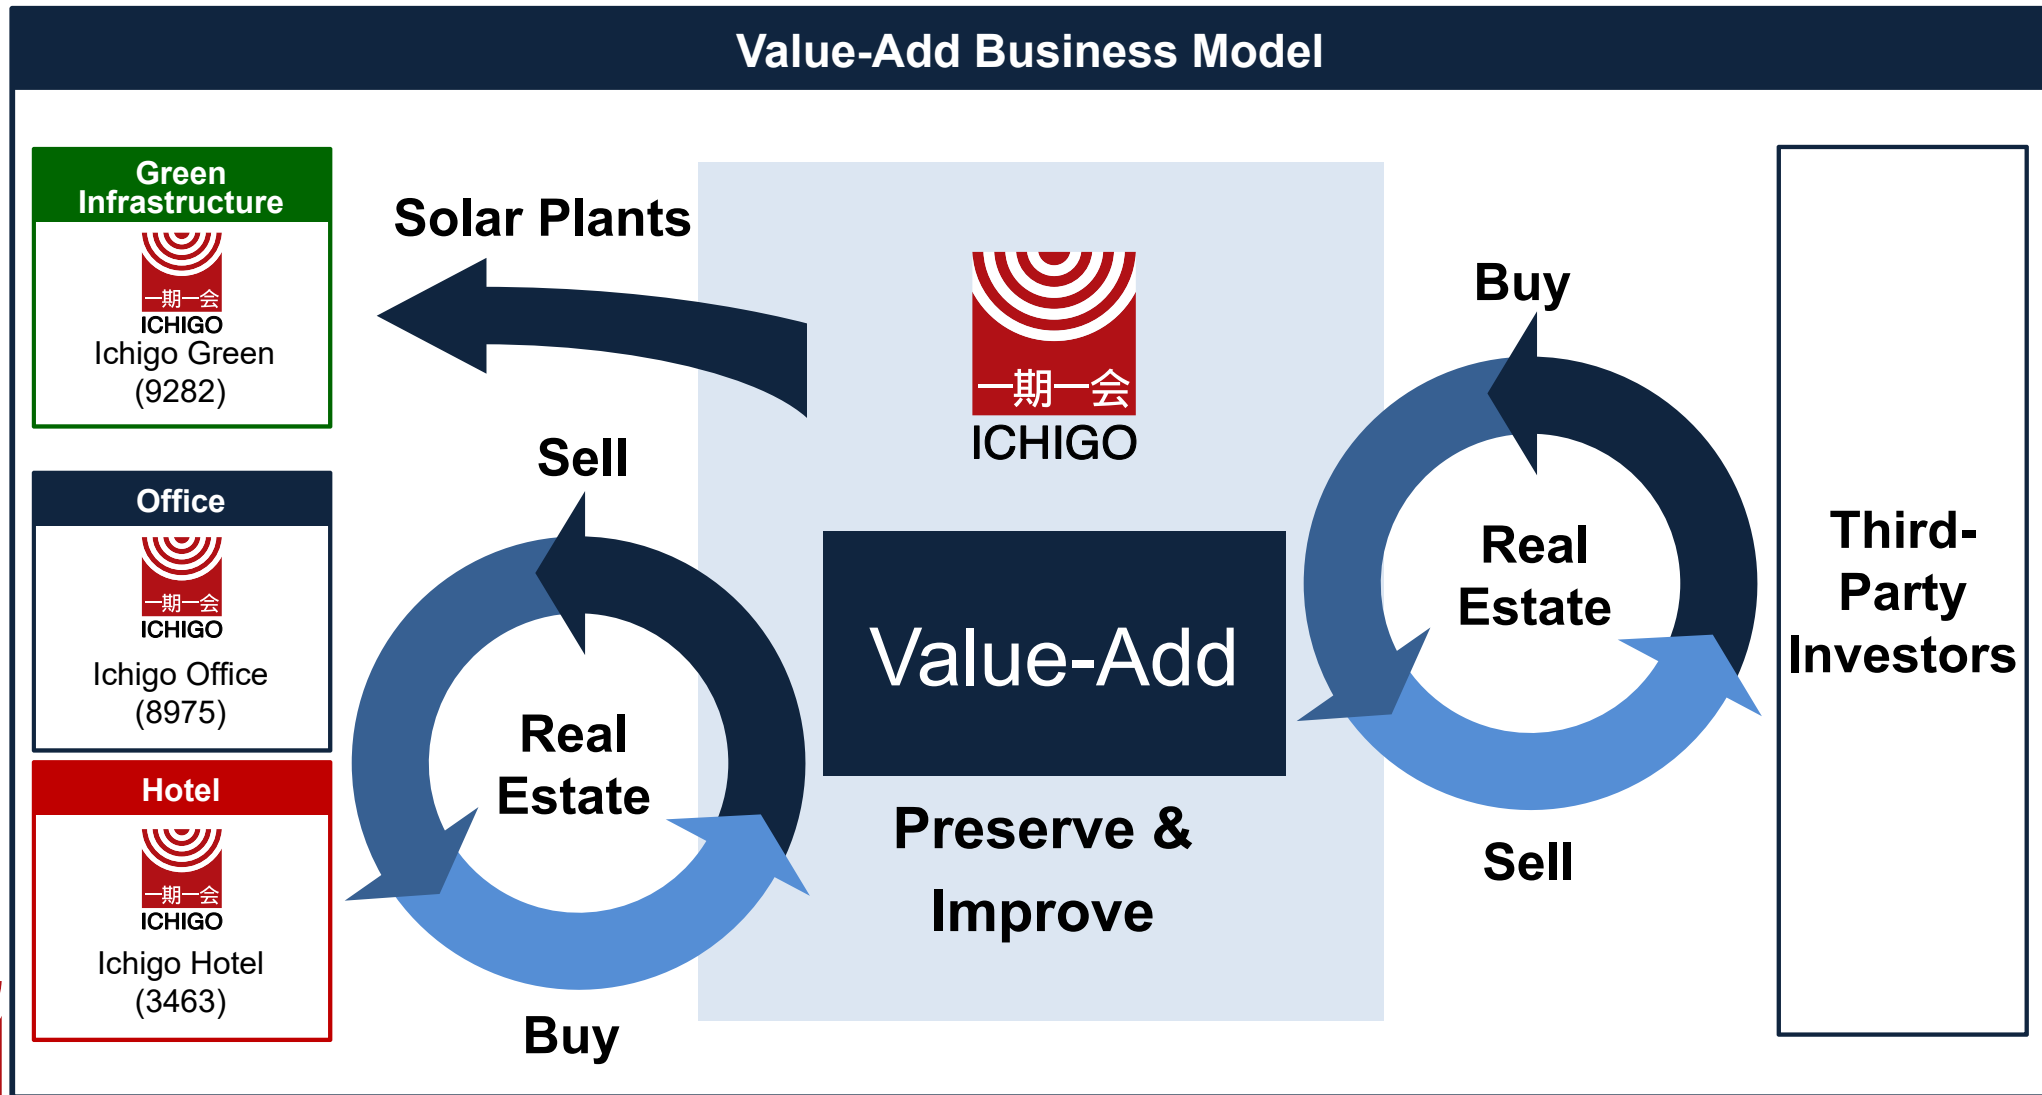 Value-Add Business Model
Green
Infrastructure
一期一会
ICHIGO
Ichigo Green
(9282)
Office
一期一会
ICHIGO
Ichigo Office
(8975)
Hotel
一期一会
ICHIGO
Ichigo Hotel
(3463)
Solar Plants
Sell
Real
Estate
Buy
一期一会
ICHIGO
Value-Add
Preserve &
Improve
Buy
Real
Estate
Sell
Third-
Party
Investors